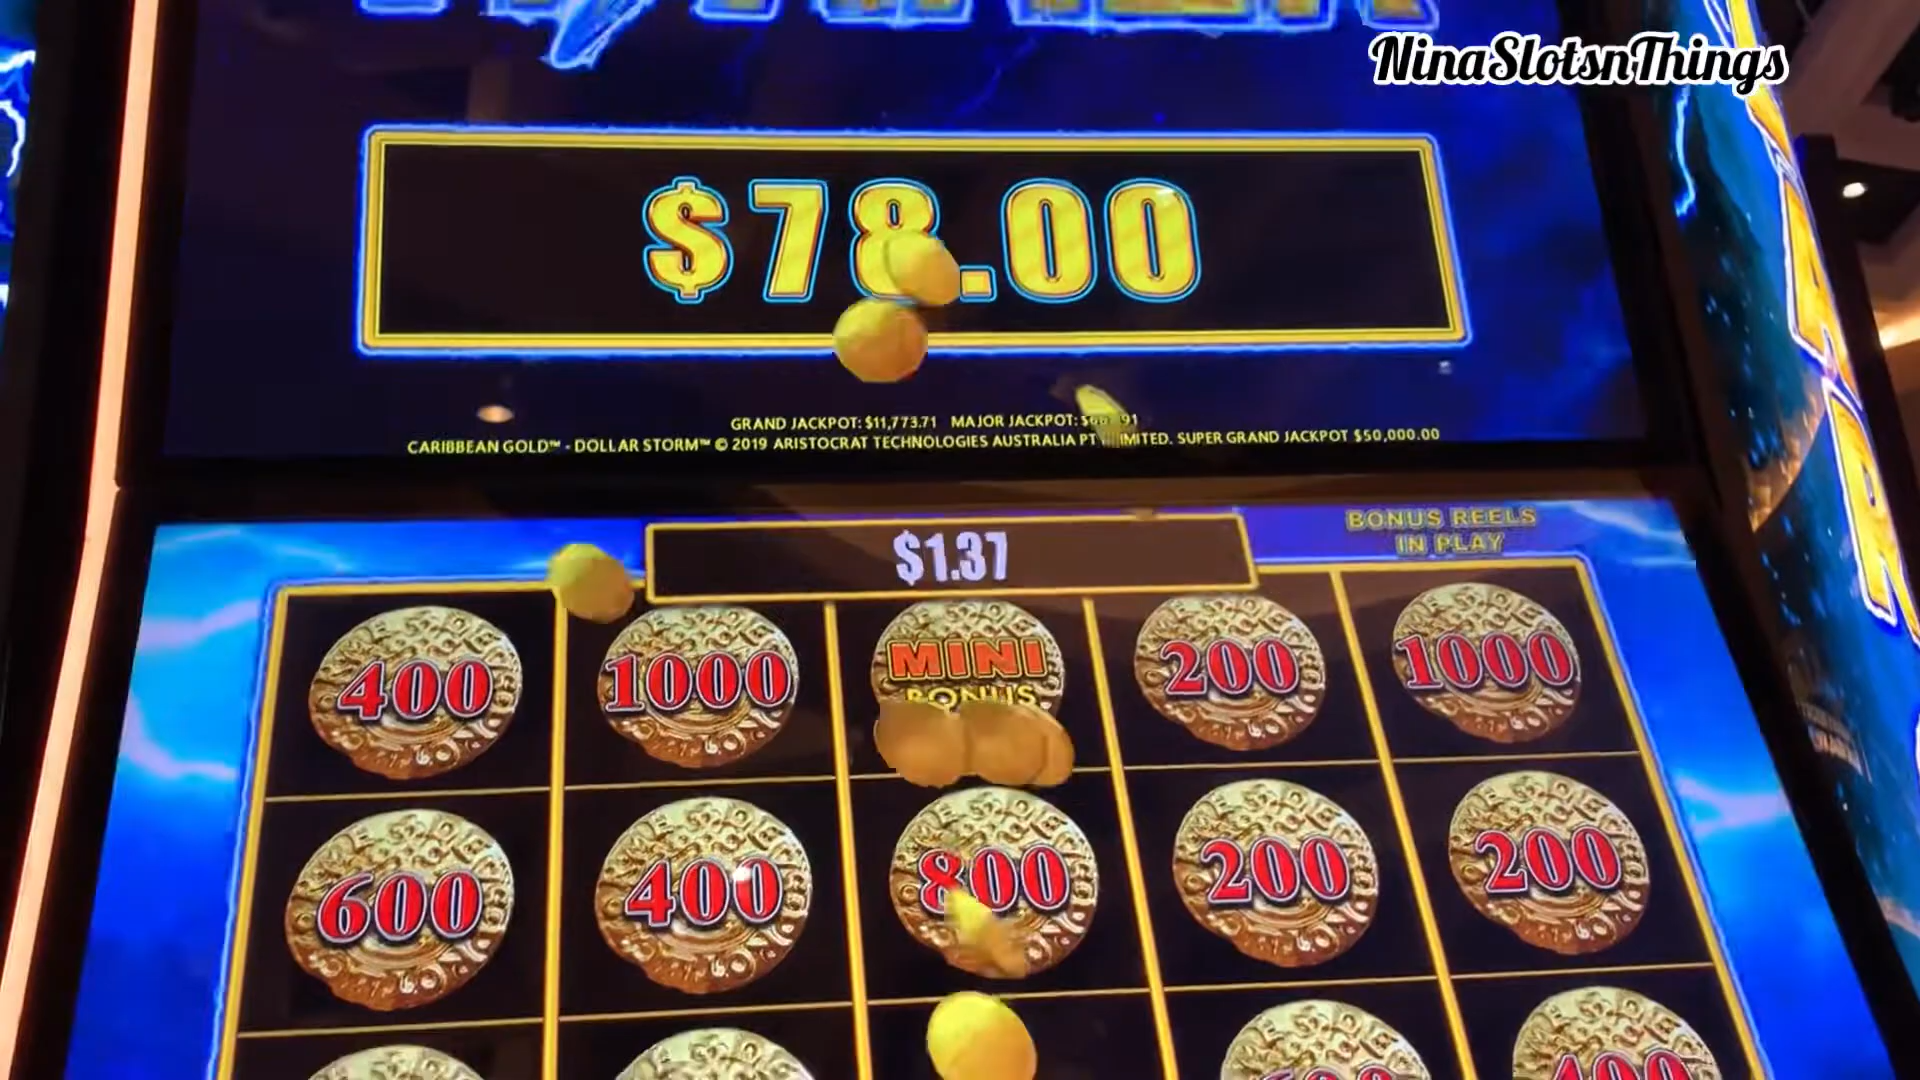 NinaSlotsnThings
$78.00
GRAND JACKPOT: $11,773.71 MAJOR JACKPOT:
CARIBBEAN GOLD™ - DOLLAR STORM™ © 2019 ARISTOCRAT TECHNOLOGIES AUSTRALIA SUPER GRAND JACKPOT $50,000.00
$1.37
BONUS REELS
IN PLAY
400 1000 MINI 200 1000
BONUS
600 400 800 200 200
400